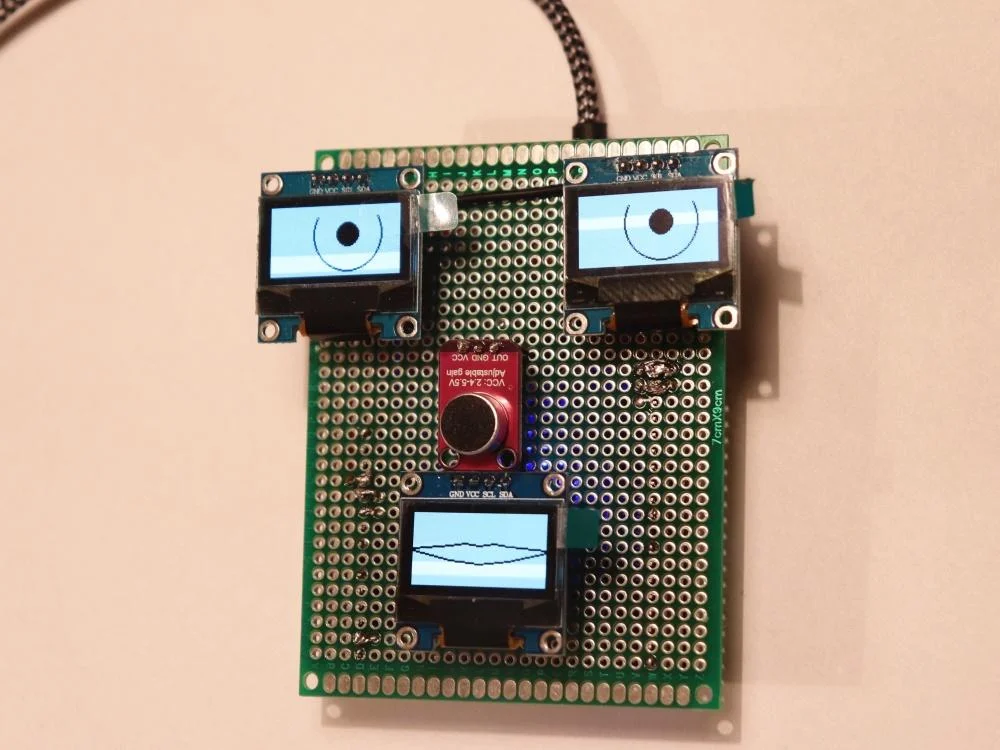 H I J K L M N O P
GND VCC SCL SDA
GND VCC SCL SDA
OUT GND VCC
Adjustable gain
VCC: 2.4-5.5V
7cmX9cm
GND VCC SCL SDA